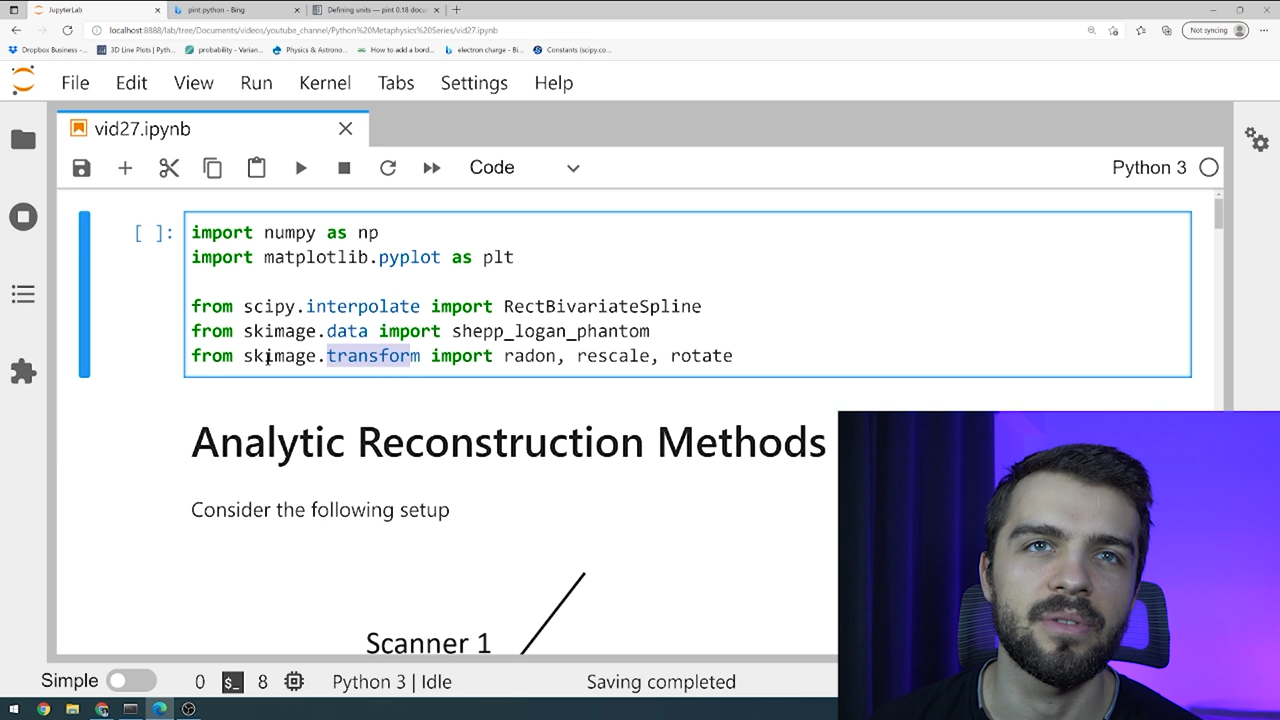 JupyterLab
pint python - Bing
Defining units — pint 0.18 docum
localhost:8888/lab/tree/Documents/videos/youtube_channel/Python%20Metaphysics%20Series/vid27.ipynb
Not syncing
Dropbox Business -...
3D Line Plots | Pyth...
probability - Varian...
Physics & Astrono...
How to add a bord...
electron charge - Bi...
Constants (scipy.co...
File Edit View Run Kernel Tabs Settings Help
vid27.ipynb
Code
Python 3
[ ]:
import numpy as np
import matplotlib.pyplot as plt
from scipy.interpolate import RectBivariateSpline
from skimage.data import shepp_logan_phantom
from skimage.transform import radon, rescale, rotate
Analytic Reconstruction Methods
Consider the following setup
Scanner 1
Simple 0 $_ 8 Python 3 | Idle Saving completed